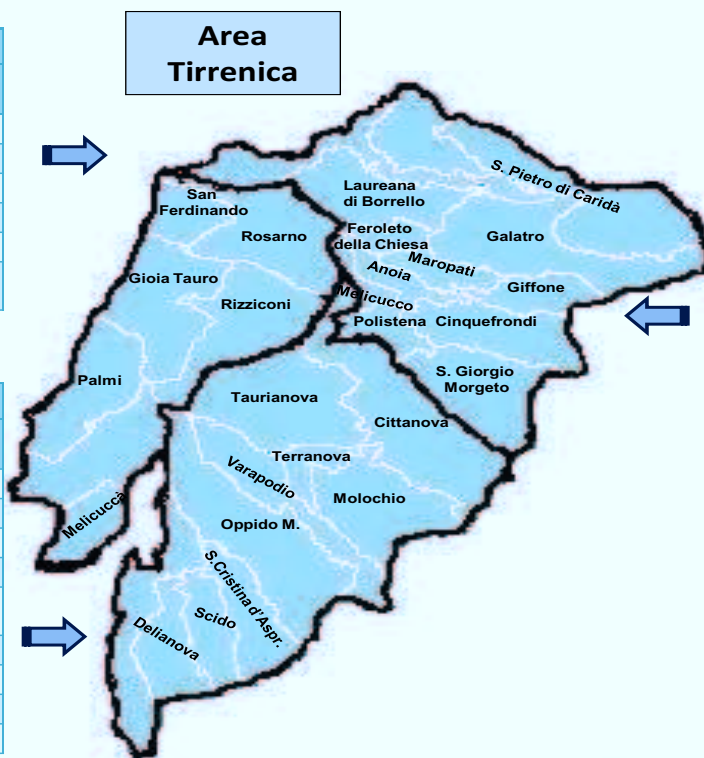 Area
Tirrenica
S. Pietro di Caridà
San
Ferdinando
Laureana
di Borrello
Rosarno
Feroleto
della Chiesa
Galatro
Maropati
Anoia
Gioia Tauro
Giffone
Melicucco
Rizziconi
Polistena
Cinquefrondi
S. Giorgio
Morgeto
Palmi
Taurianova
Cittanova
Terranova
Varapodio
Molochio
Melicuccà
Oppido M.
S.Cristina d'Aspr.
Scido
Delianova